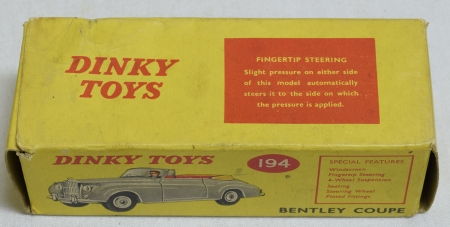 DINKY
TOYS
FINGERTIP STEERING
Slight pressure on either side
of this model automatically
steers it to the side on which
the pressure is applied.
DINKY TOYS
194
SPECIAL FEATURES
Windscreen
Fingertip Steering
4-Wheel Suspension
Seating
Steering Wheel
Plated Fittings
BENTLEY COUPE